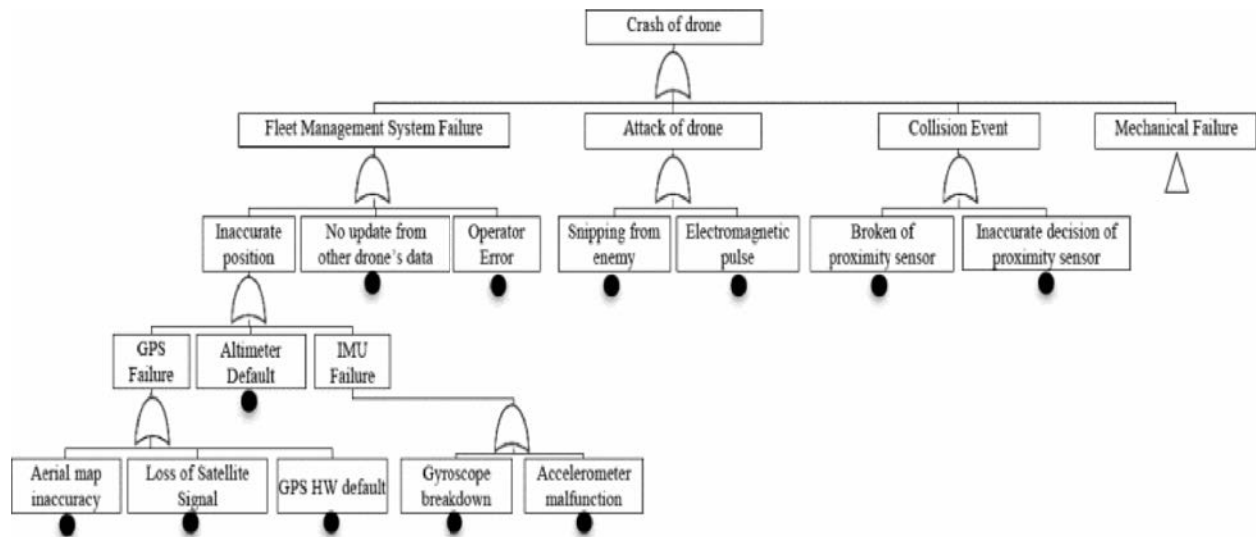 Crash of drone
Fleet Management System Failure
Attack of drone
Collision Event
Mechanical Failure
Inaccurate
position
No update from
other drone's data
Operator
Error
Snipping from
enemy
Electromagnetic
pulse
Broken of
proximity sensor
Inaccurate decision of
proximity sensor
GPS
Failure
Altimeter
Default
IMU
Failure
Aerial map
inaccuracy
Loss of Satellite
Signal
GPS HW default
Gyroscope
breakdown
Accelerometer
malfunction